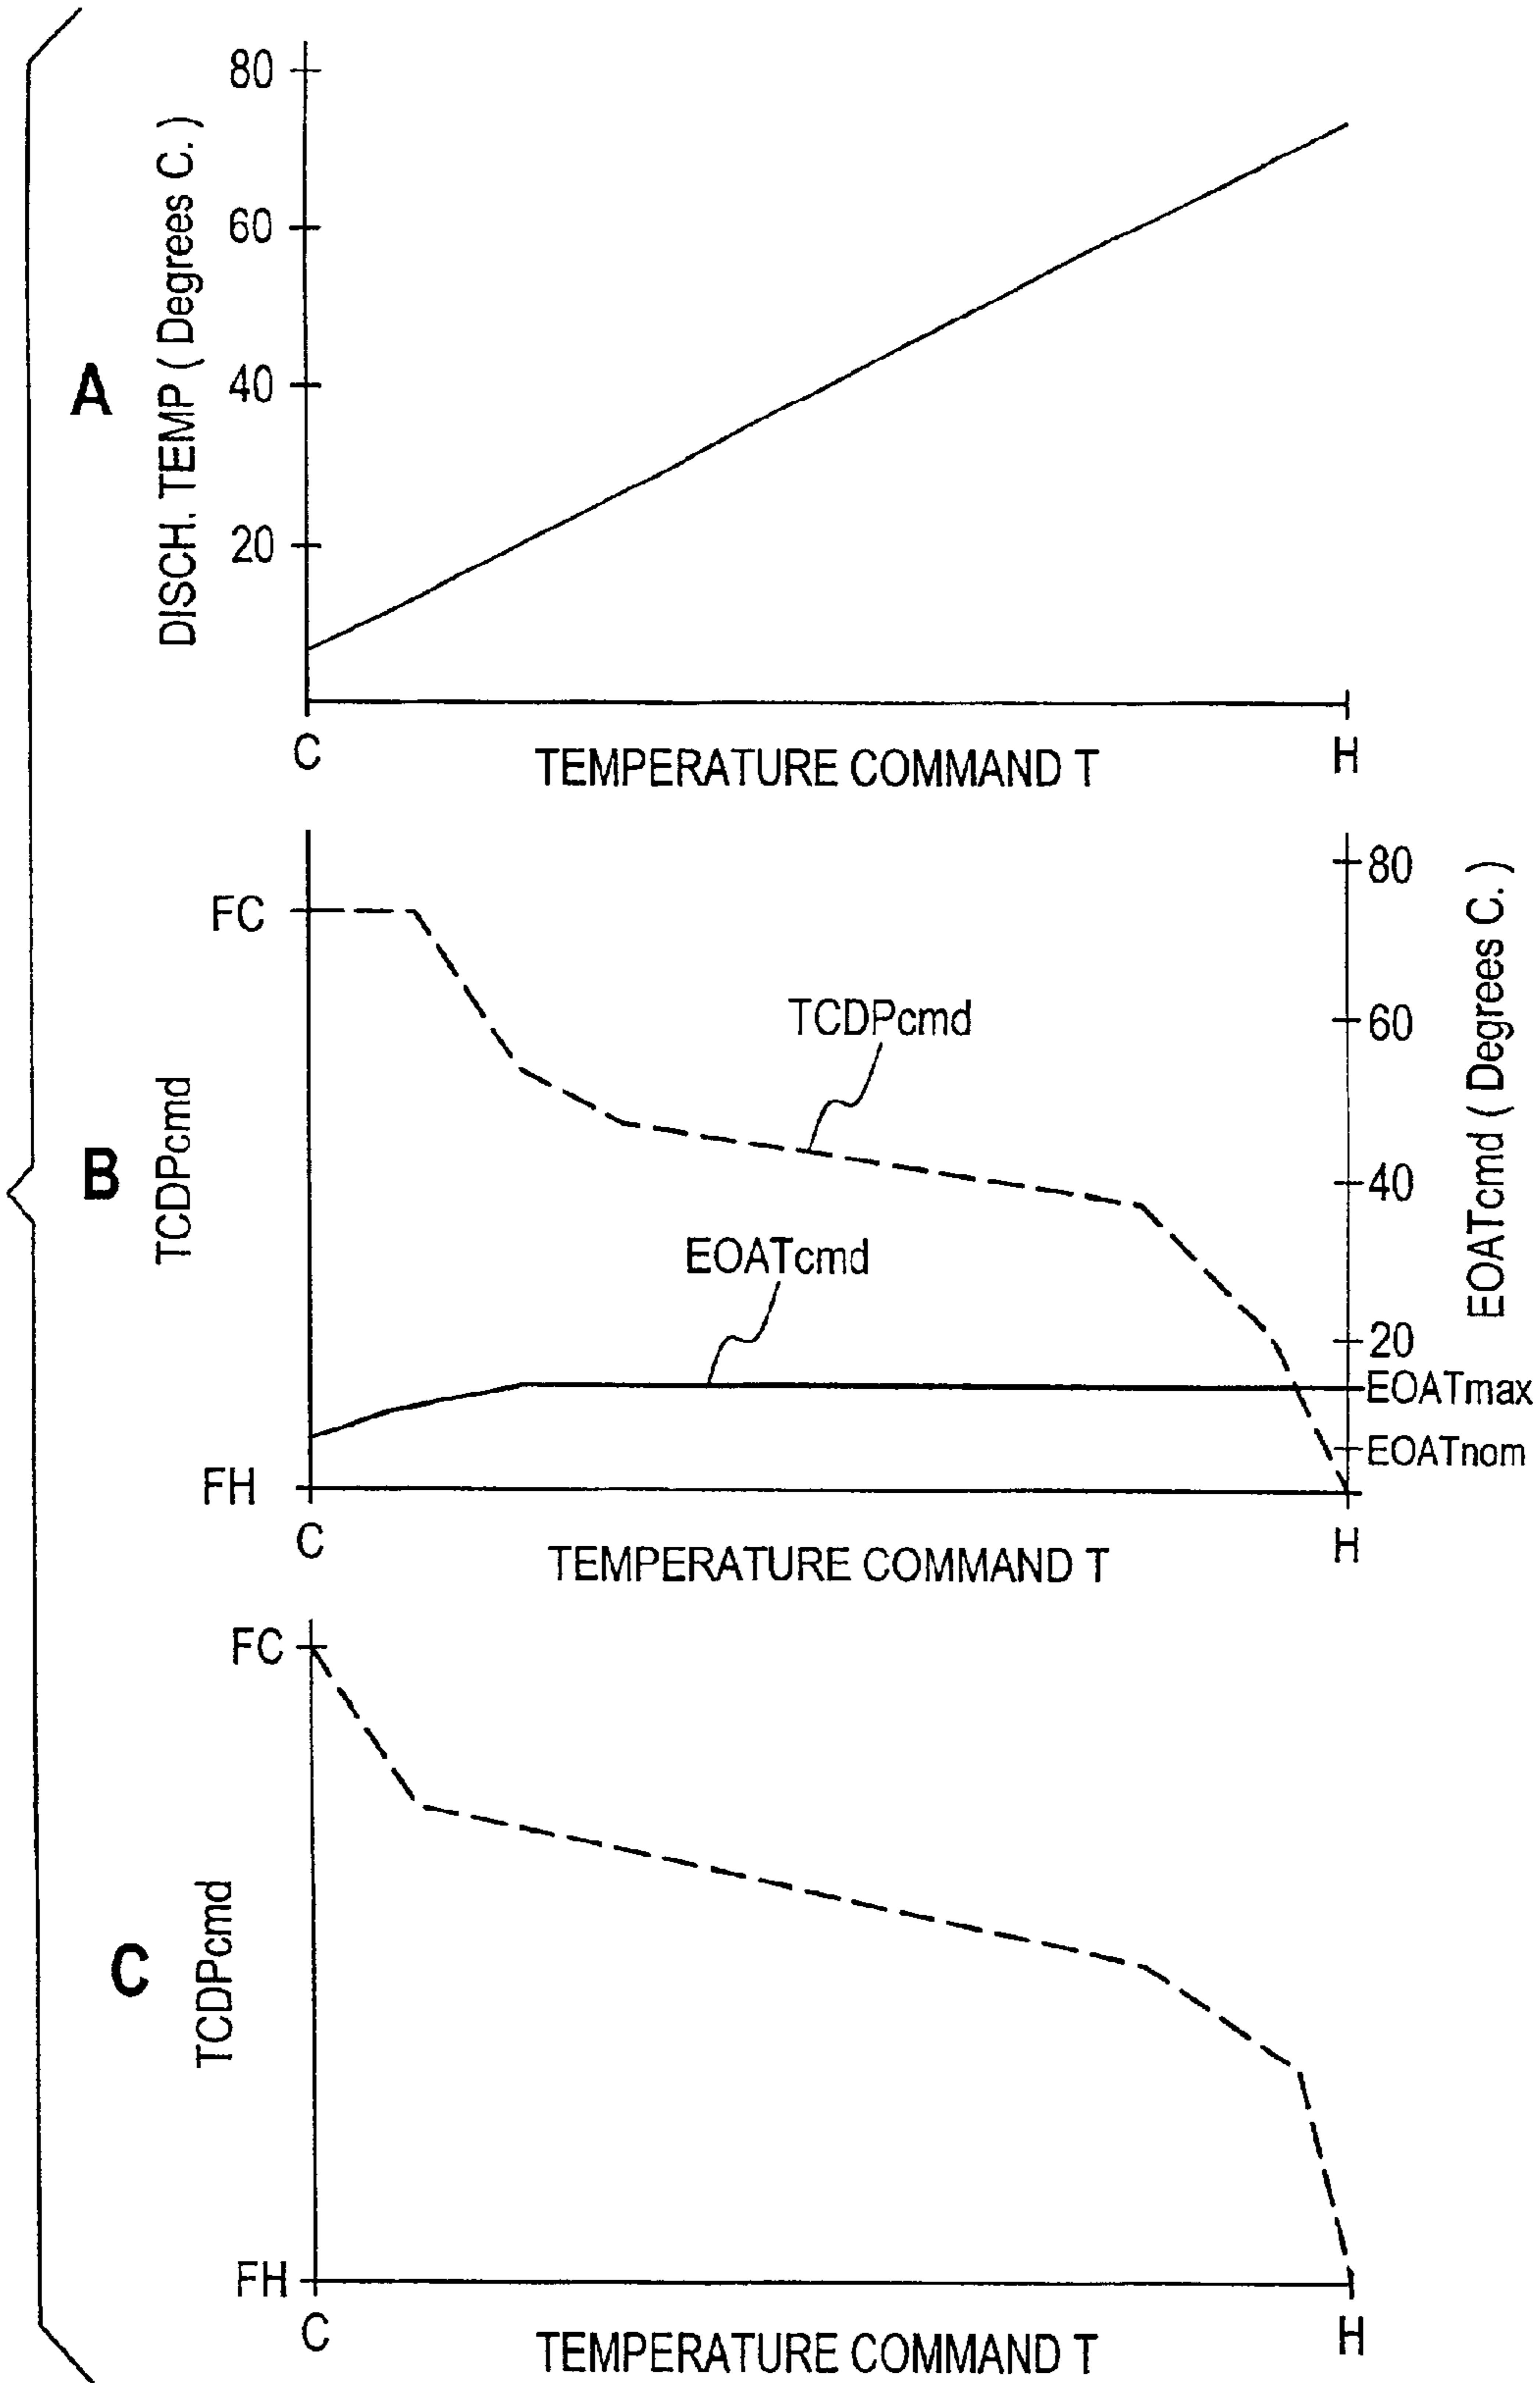 A
DISCH. TEMP ( Degrees C. )
80
60
40
20
C
H
TEMPERATURE COMMAND T
B
TCDPcmd
FC
FH
TCDPcmd
EOATcmd
80
60
40
20
EOATmax
EOATnom
EOATcmd ( Degrees C. )
C
H
TEMPERATURE COMMAND T
C
TCDPcmd
FC
FH
C
H
TEMPERATURE COMMAND T